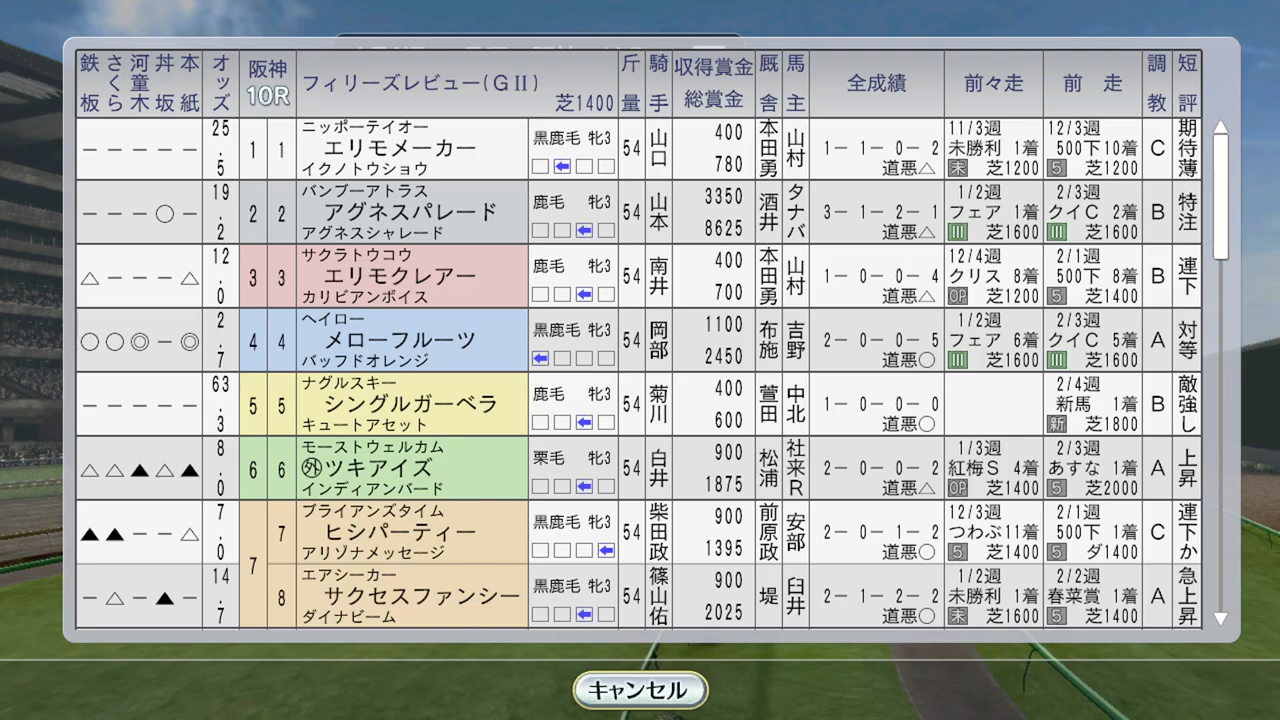 鉄板 さくら 河童木 丼坂 本紙 オッズ 阪神10R フィリーズレビュー(GⅡ) 芝1400 斤量 騎手 収得賞金 総賞金 厩舎 馬主 全成績 前々走 前走 調教 短評
－ － － － － 25.5 1 1 ニッポーテイオー 黒鹿毛 牝3 54 山口 400 本田勇 山村 1－ 1－ 0－ 2 11/3週 12/3週 C 期待薄
エリモメーカー 未勝利 1着 500下 10着
イクノトウショウ 780 道悪△ 未 芝1200 5 芝1200
－ － － ○ － 19.2 2 2 バンブーアトラス 鹿毛 牝3 54 山本 3350 酒井 タナバ 3－ 1－ 2－ 1 1/2週 2/3週 B 特注
アグネスパレード フェア 1着 クイC 2着
アグネスシャレード 8625 道悪△ Ⅲ 芝1600 Ⅲ 芝1600
△ － － － △ 12.0 3 3 サクラトウコウ 鹿毛 牝3 54 南井 400 本田勇 山村 1－ 0－ 0－ 4 12/4週 2/1週 B 連下
エリモクレアー クリス 8着 500下 8着
カリビアンボイス 700 道悪△ OP 芝1200 5 芝1400
○ ○ ◎ － ◎ 2.7 4 4 ヘイロー 黒鹿毛 牝3 54 岡部 1100 布施 吉野 2－ 0－ 0－ 5 1/2週 2/3週 A 対等
メローフルーツ フェア 6着 クイC 5着
バッフドオレンジ 2450 道悪○ Ⅲ 芝1600 Ⅲ 芝1600
－ － － － － 63.3 5 5 ナグルスキー 鹿毛 牝3 54 菊川 400 萱田 中北 1－ 0－ 0－ 0 2/4週 B 敵強し
シングルガーベラ 新馬 1着
キュートアセット 600 道悪○ 新 芝1800
△ △ ▲ △ ▲ 8.0 6 6 モーストウェルカム 栗毛 牝3 54 白井 900 松浦 社来R 2－ 0－ 0－ 2 1/3週 2/3週 A 上昇
外ツキアイズ 紅梅S 4着 あすな 1着
インディアンバード 1875 道悪△ OP 芝1400 5 芝2000
▲ ▲ － － △ 7.0 7 7 ブライアンズタイム 黒鹿毛 牝3 54 柴田政 900 前原政 安部 2－ 0－ 1－ 2 12/3週 2/1週 C 連下か
ヒシパーティー つわぶ 11着 500下 1着
アリゾナメッセージ 1395 道悪○ 5 芝1400 5 ダ1400
－ △ － ▲ － 14.7 8 エアシーカー 黒鹿毛 牝3 54 篠山佑 900 堤 臼井 2－ 1－ 2－ 2 1/2週 2/2週 A 急上昇
サクセスファンシー 未勝利 1着 春菜賞 1着
ダイナビーム 2025 道悪○ 未 芝1600 5 芝1400
キャンセル